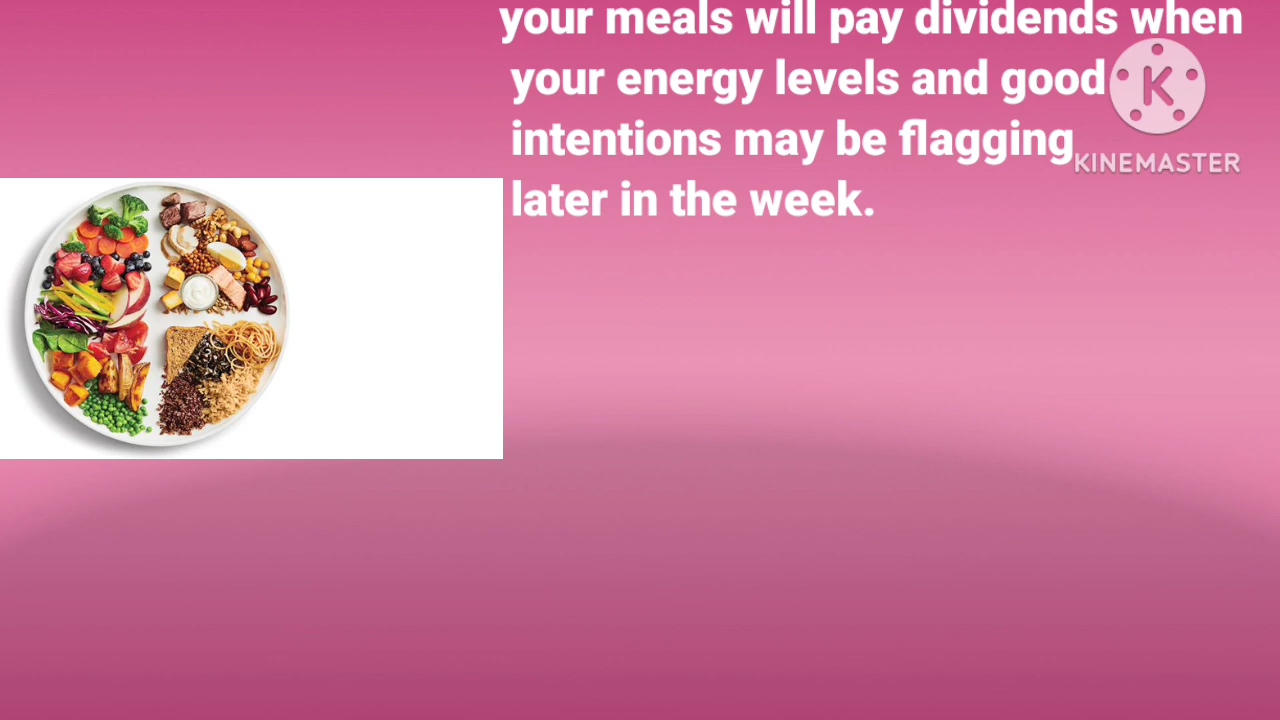 your meals will pay dividends when
your energy levels and good
intentions may be flagging
later in the week.
K
KINEMASTER